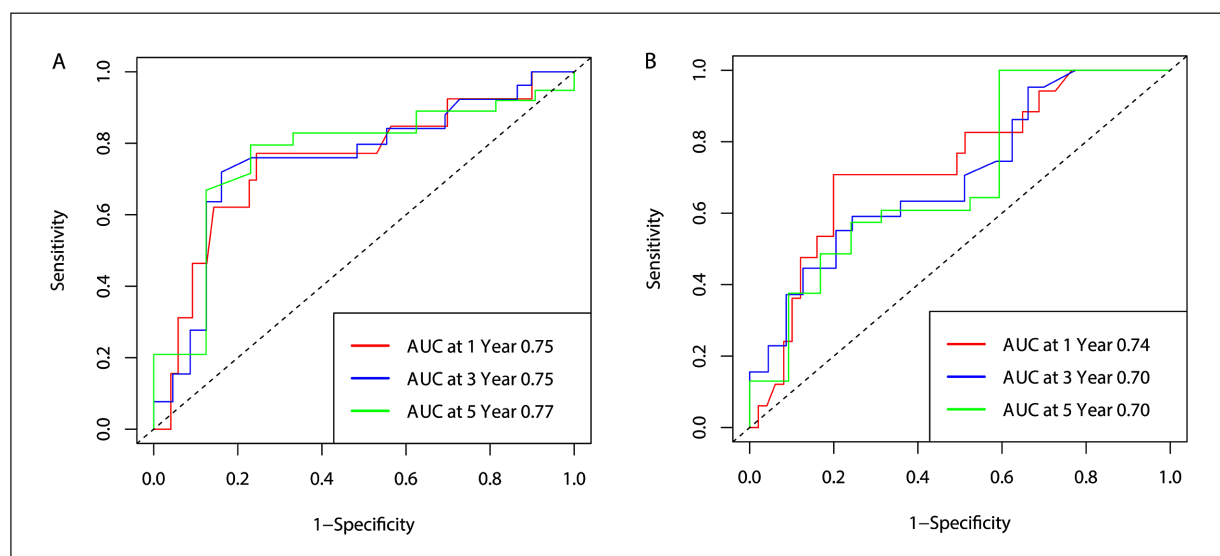 A
Sensitivity
1.0
0.8
0.6
0.4
0.2
0.0
AUC at 1 Year 0.75
AUC at 3 Year 0.75
AUC at 5 Year 0.77
0.0 0.2 0.4 0.6 0.8 1.0
1−Specificity
B
Sensitivity
1.0
0.8
0.6
0.4
0.2
0.0
AUC at 1 Year 0.74
AUC at 3 Year 0.70
AUC at 5 Year 0.70
0.0 0.2 0.4 0.6 0.8 1.0
1−Specificity